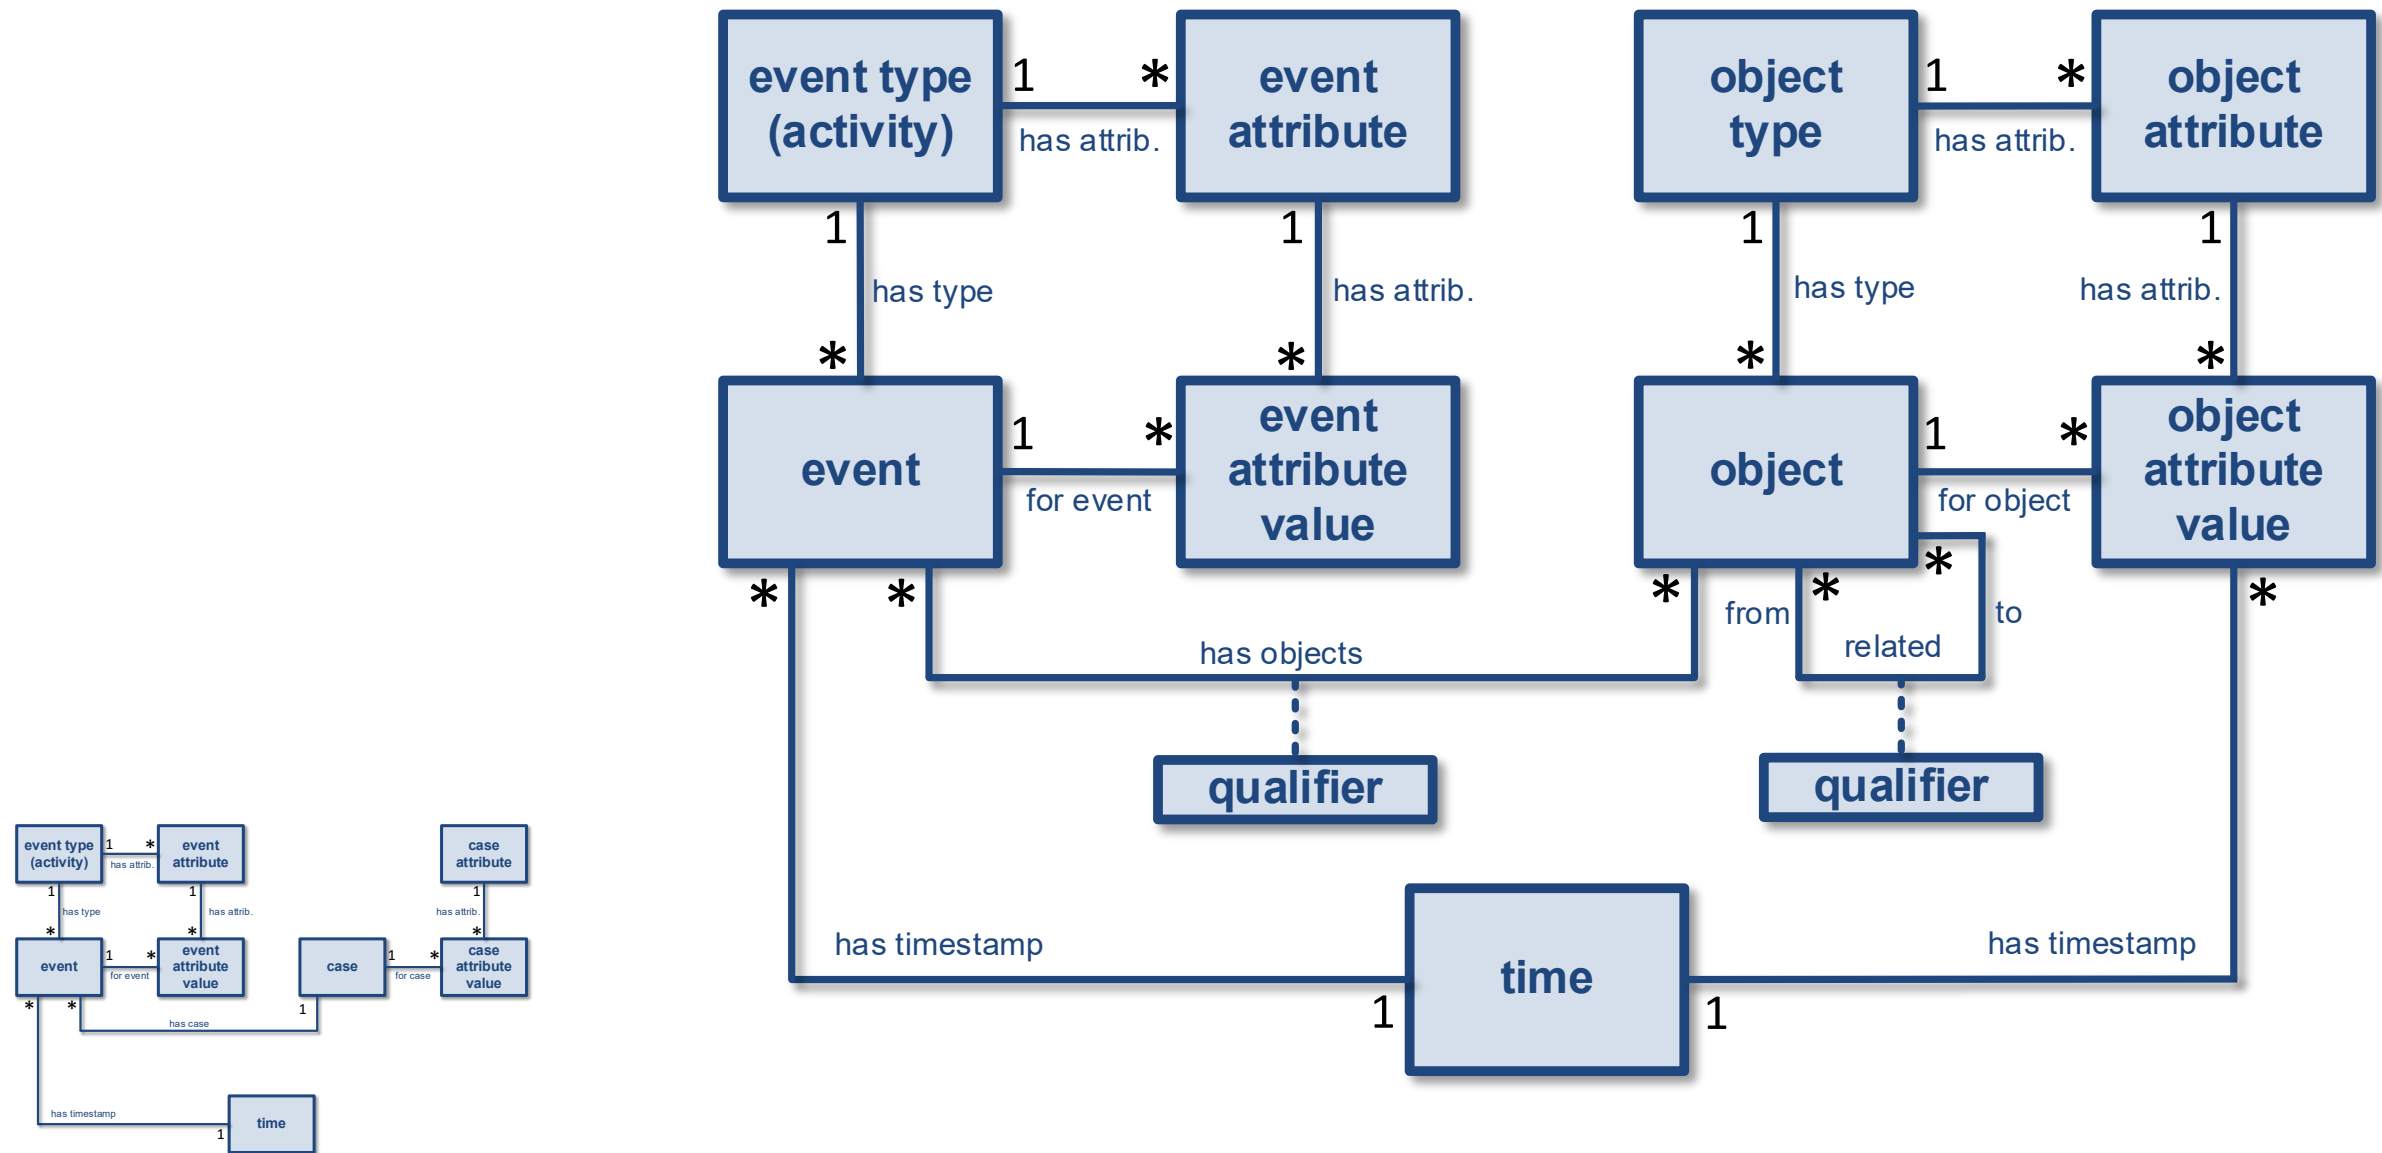 event type
(activity)
1
*
has attrib.
event
attribute
object
type
1
*
has attrib.
object
attribute
1
has type
*
1
has attrib.
*
1
has type
*
1
has attrib.
*
event
1
*
for event
event
attribute
value
object
1
*
for object
object
attribute
value
*
*
*
from
*
*
to
related
*
has objects
qualifier
qualifier
has timestamp
1
time
1
has timestamp
event type
(activity)
1
*
has attrib.
event
attribute
case
attribute
1
has type
*
1
has attrib.
*
1
has attrib.
*
event
1
*
for event
event
attribute
value
case
1
*
for case
case
attribute
value
*
*
has case
1
has timestamp
1
time